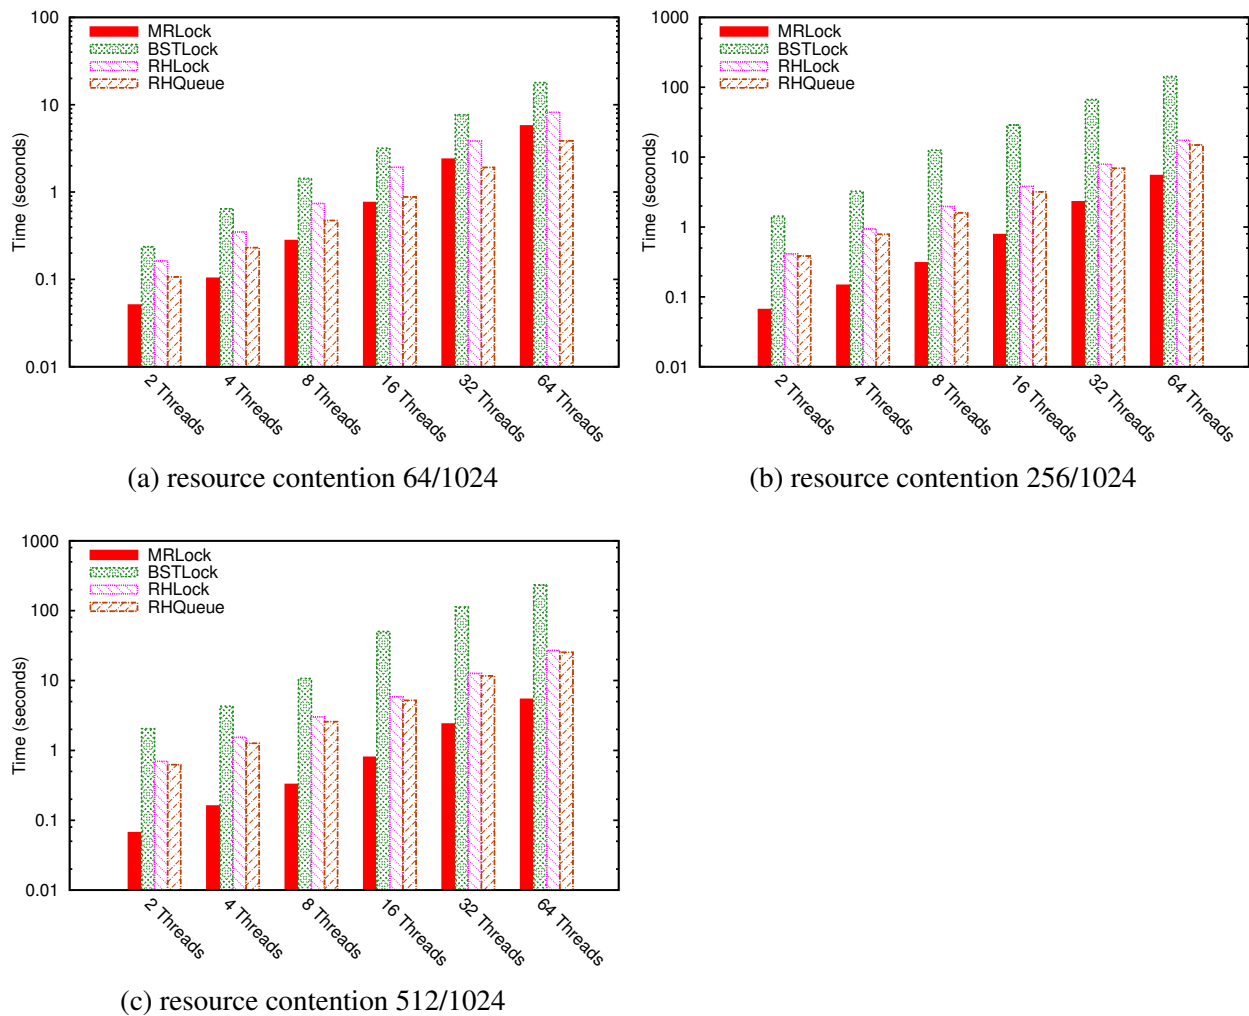 100
10
1
0.1
0.01
Time (seconds)
MRLock
BSTLock
RHLock
RHQueue
2 Threads
4 Threads
8 Threads
16 Threads
32 Threads
64 Threads
(a) resource contention 64/1024
1000
100
10
1
0.1
0.01
Time (seconds)
MRLock
BSTLock
RHLock
RHQueue
2 Threads
4 Threads
8 Threads
16 Threads
32 Threads
64 Threads
(b) resource contention 256/1024
1000
100
10
1
0.1
0.01
Time (seconds)
MRLock
BSTLock
RHLock
RHQueue
2 Threads
4 Threads
8 Threads
16 Threads
32 Threads
64 Threads
(c) resource contention 512/1024